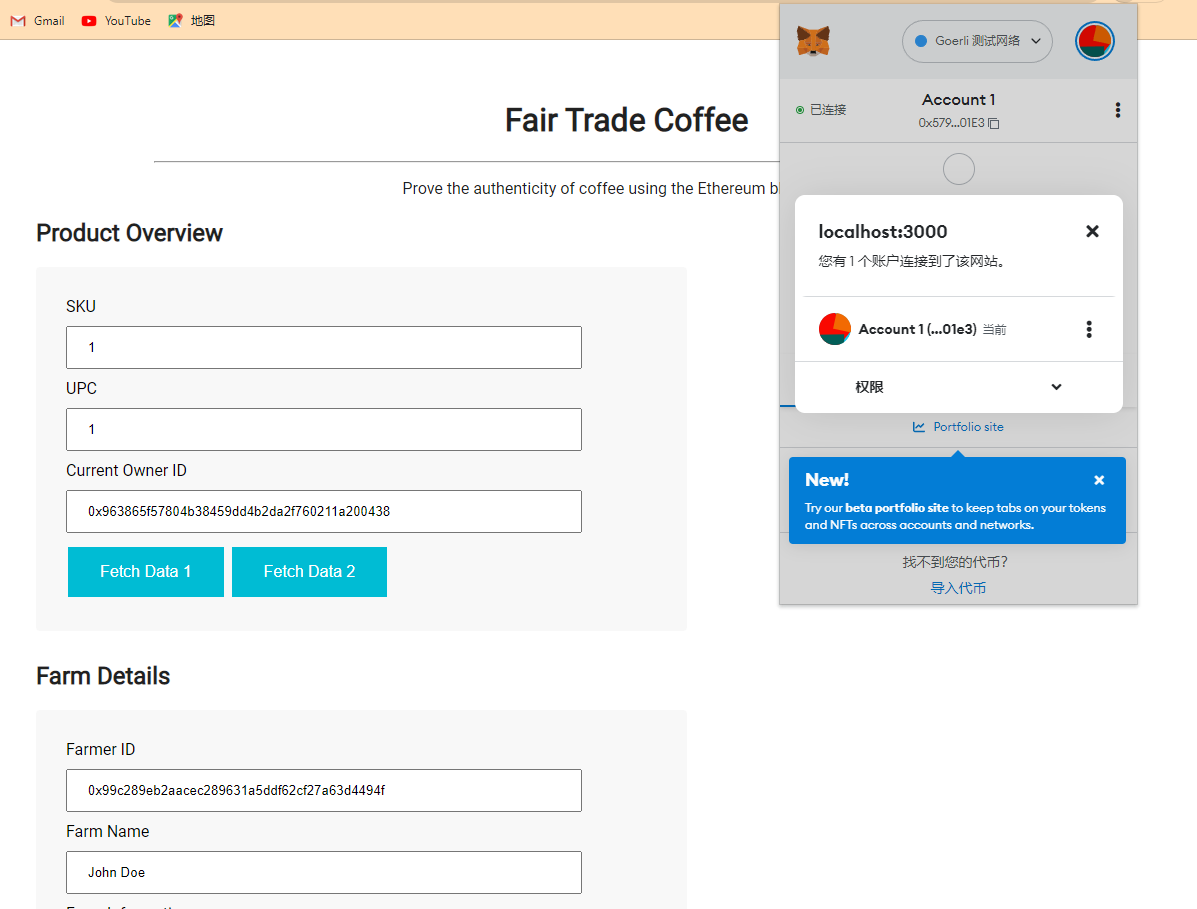 Gmail
YouTube
地图
Fair Trade Coffee
Prove the authenticity of coffee using the Ethereum b
Product Overview
SKU
1
UPC
1
Current Owner ID
0x963865f57804b38459dd4b2da2f760211a200438
Fetch Data 1
Fetch Data 2
Farm Details
Farmer ID
0x99c289eb2aacec289631a5ddf62cf27a63d4494f
Farm Name
John Doe
Goerli 测试网络
已连接
Account 1
0x579...01E3
localhost:3000
您有 1 个账户连接到了该网站。
Account 1 (...01e3) 当前
权限
Portfolio site
New!
Try our beta portfolio site to keep tabs on your tokens
and NFTs across accounts and networks.
找不到您的代币？
导入代币